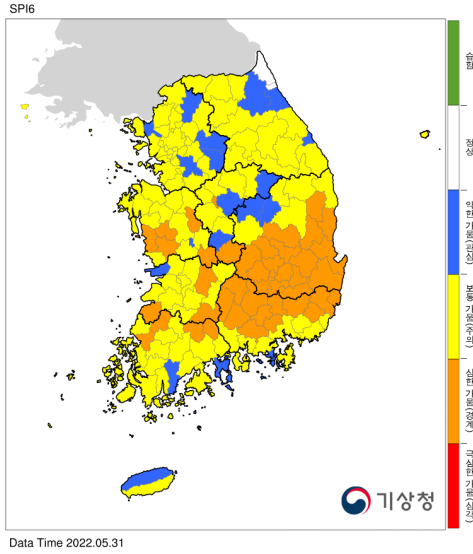 SPI6
습함
정상
약한 가뭄(관심)
보통 가뭄(주의)
심한 가뭄(경계)
극심한 가뭄(심각)
기상청
Data Time 2022.05.31